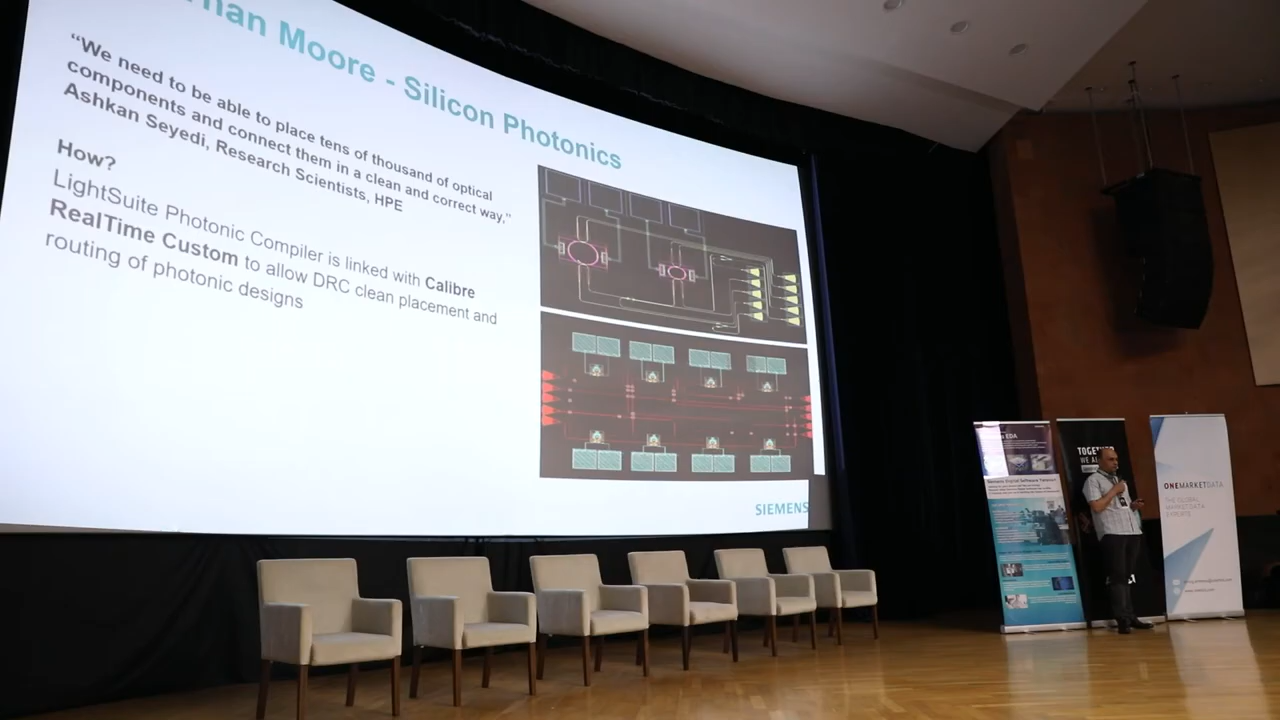 than Moore - Silicon Photonics
“We need to be able to place tens of thousand of optical
components and connect them in a clean and correct way,”
Ashkan Seyedi, Research Scientists, HPE
How?
LightSuite Photonic Compiler is linked with Calibre
RealTime Custom to allow DRC clean placement and
routing of photonic designs
SIEMENS
EDA
TOGETHER
WE A
ONEMARKETDATA
THE GLOBAL
MARKET DATA
EXPERTS